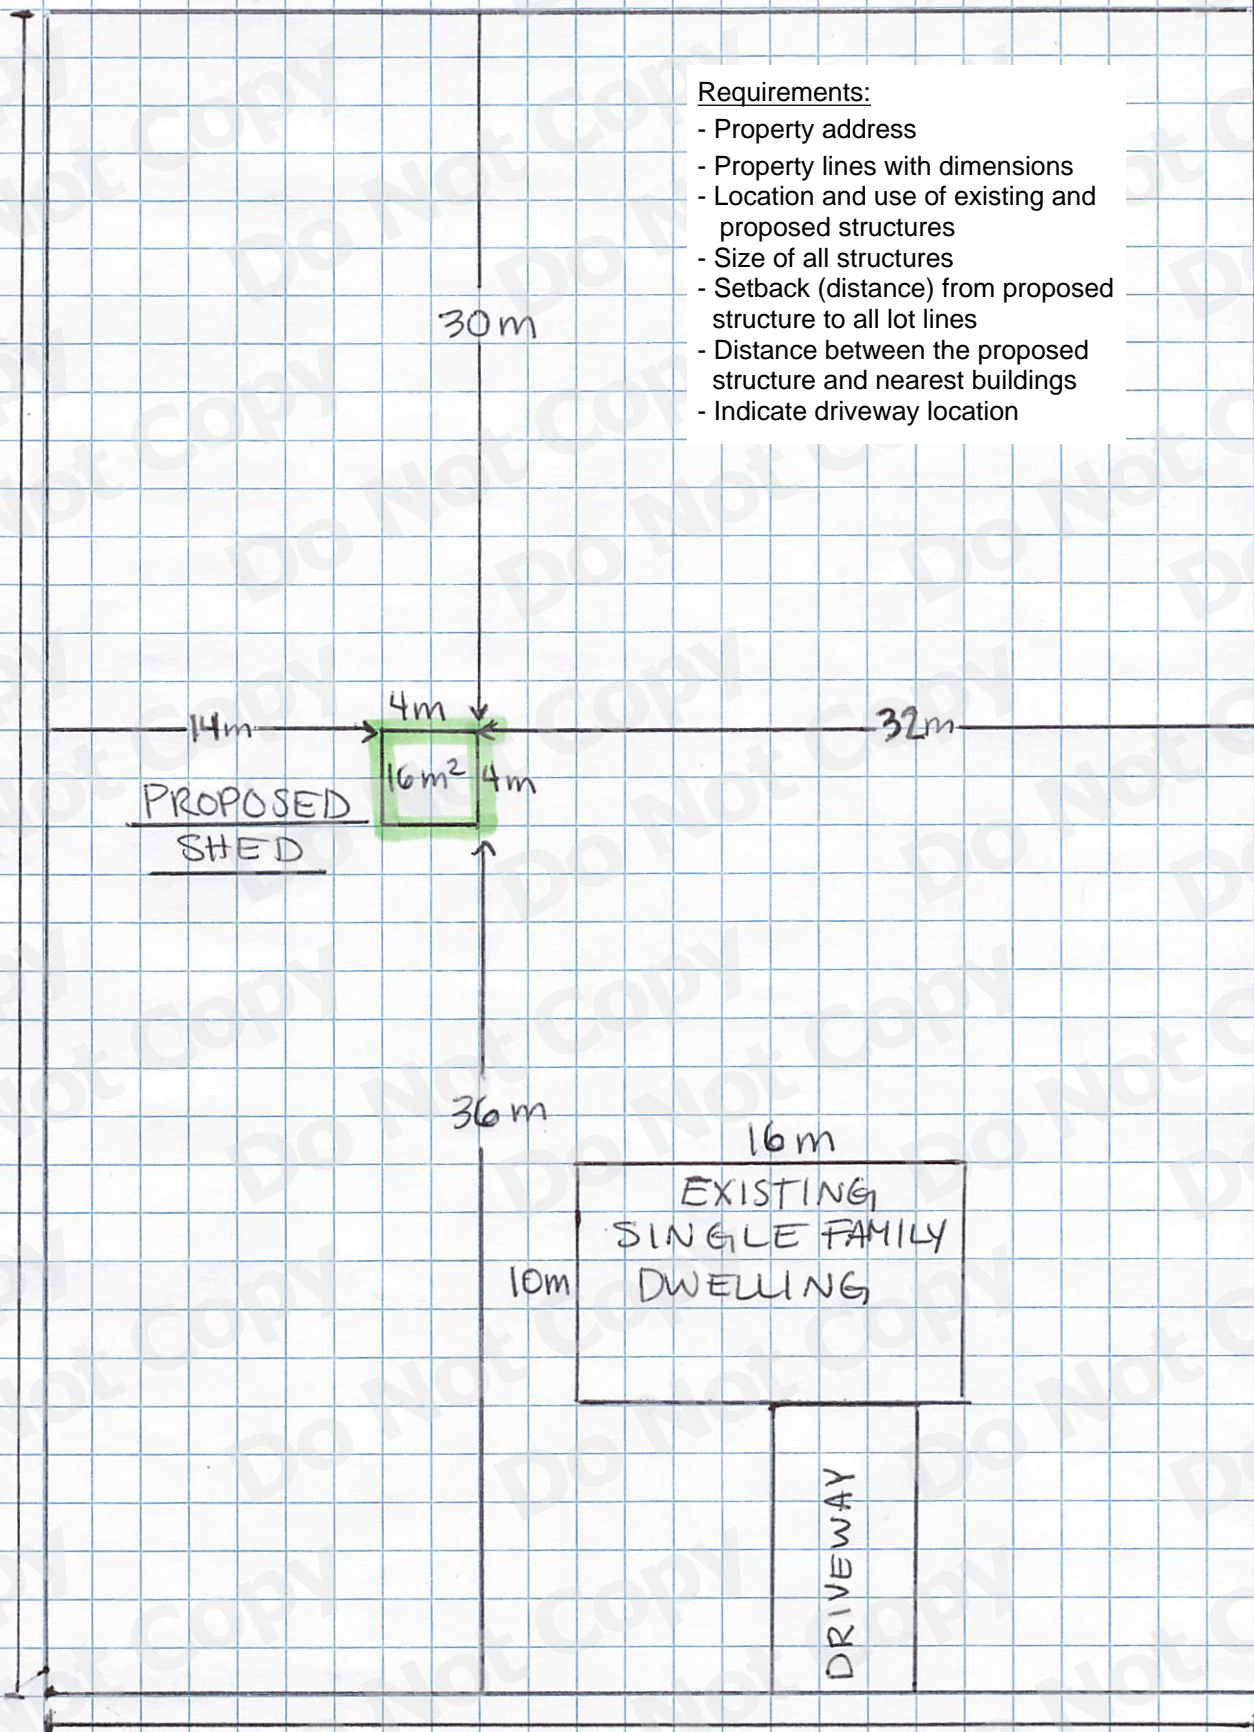 Requirements:
- Property address
- Property lines with dimensions
- Location and use of existing and
proposed structures
- Size of all structures
- Setback (distance) from proposed
structure to all lot lines
- Distance between the proposed
structure and nearest buildings
- Indicate driveway location
30m
4m
14m
32m
16m²
4m
PROPOSED
SHED
36m
16m
EXISTING
SINGLE FAMILY
DWELLING
10m
DRIVEWAY
Do Not Copy